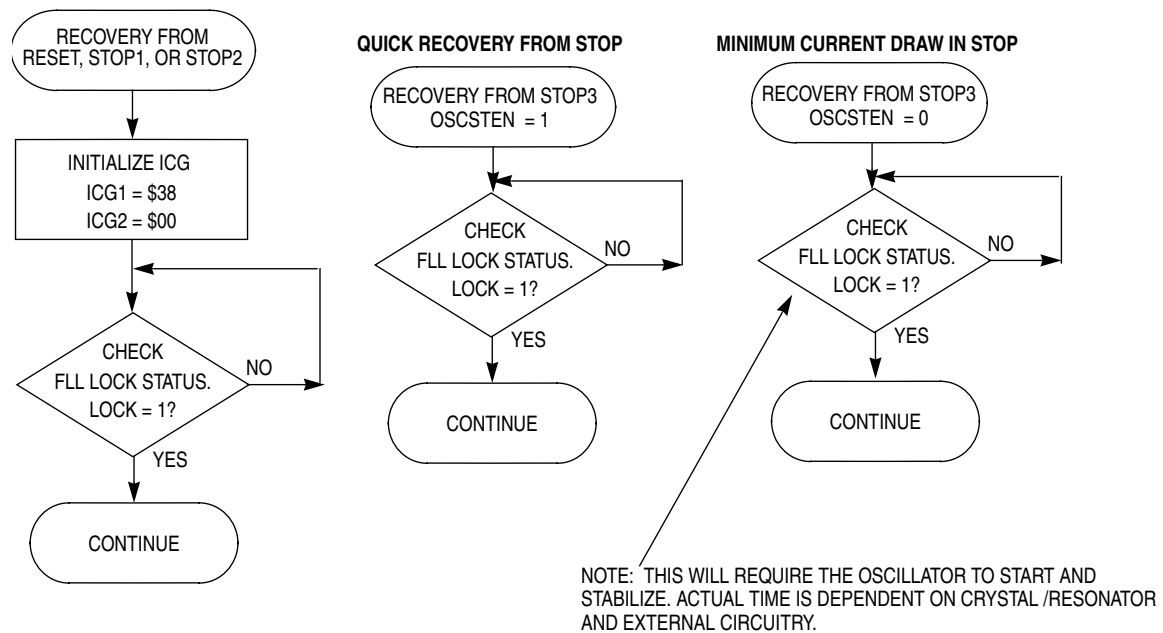 RECOVERY FROM
RESET, STOP1, OR STOP2
INITIALIZE ICG
ICG1 = $38
ICG2 = $00
CHECK
FLL LOCK STATUS.
LOCK = 1?
NO
YES
CONTINUE
QUICK RECOVERY FROM STOP
RECOVERY FROM STOP3
OSCSTEN = 1
CHECK
FLL LOCK STATUS.
LOCK = 1?
NO
YES
CONTINUE
MINIMUM CURRENT DRAW IN STOP
RECOVERY FROM STOP3
OSCSTEN = 0
CHECK
FLL LOCK STATUS.
LOCK = 1?
NO
YES
CONTINUE
NOTE: THIS WILL REQUIRE THE OSCILLATOR TO START AND
STABILIZE. ACTUAL TIME IS DEPENDENT ON CRYSTAL /RESONATOR
AND EXTERNAL CIRCUITRY.